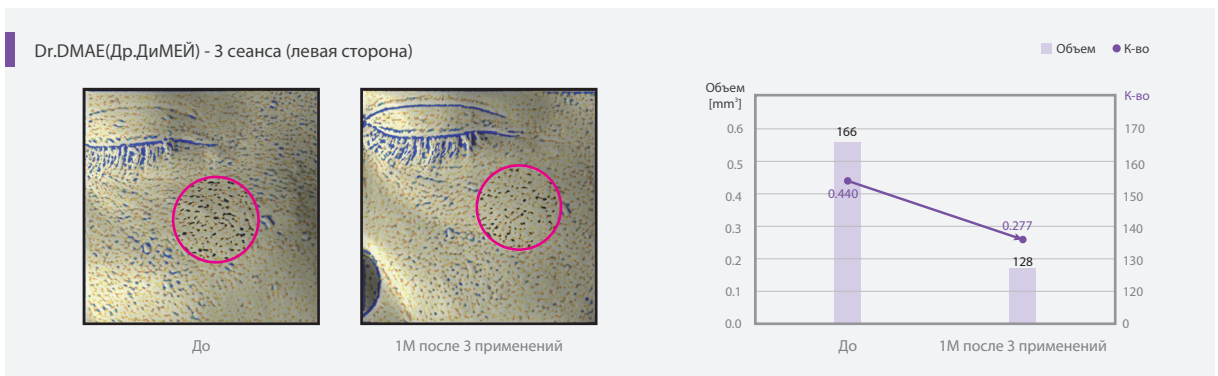 Dr.DMAE(Др.ДиМЕЙ) - 3 сеанса (левая сторона)
Объем
К-во
До
1М после 3 применений
Объем
[mm³]
К-во
0.6
0.5
0.4
0.3
0.2
0.1
0.0
166
0.440
0.277
128
170
160
150
140
130
120
0
До
1М после 3 применений